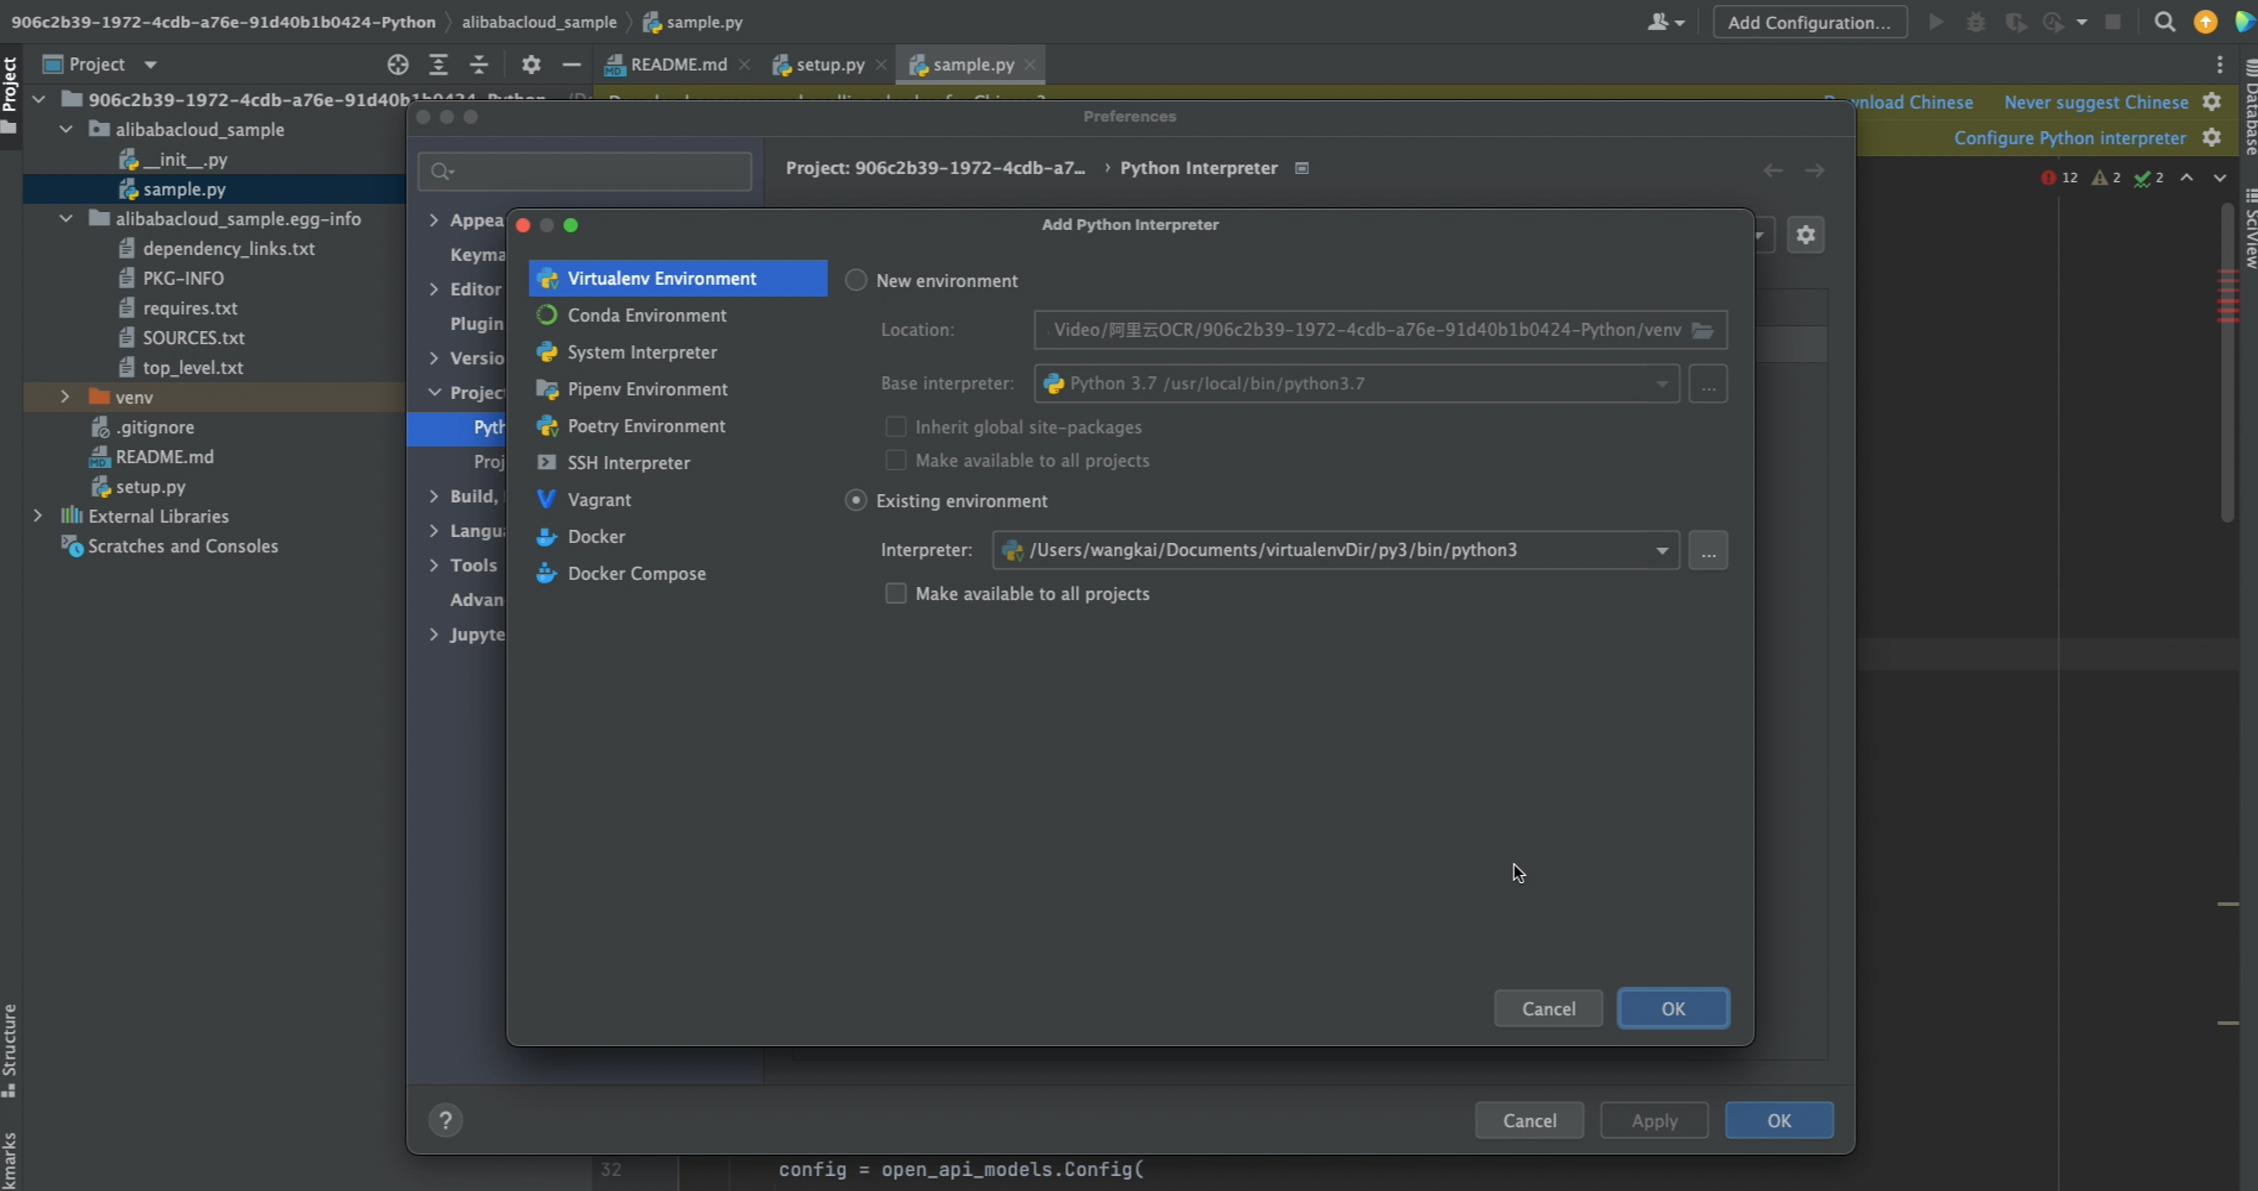 906c2b39-1972-4cdb-a76e-91d40b1b0424-Python
alibabacloud_sample
sample.py
Add Configuration...
Project
Project
README.md
setup.py
sample.py
906c2b39-1972-4cdb-a76e-91d40b1b0424-Python
Download Chinese
Never suggest Chinese
Configure Python interpreter
12
2
2
Database
SciView
alibabacloud_sample
__init__.py
sample.py
alibabacloud_sample.egg-info
dependency_links.txt
PKG-INFO
requires.txt
SOURCES.txt
top_level.txt
venv
.gitignore
README.md
setup.py
External Libraries
Scratches and Consoles
Structure
kmarks
Preferences
Project: 906c2b39-1972-4cdb-a7... › Python Interpreter
Appea
Keyma
Editor
Plugin
Versio
Project
Pyth
Proj
Build,
Langua
Tools
Advan
Jupyte
Add Python Interpreter
Virtualenv Environment
Conda Environment
System Interpreter
Pipenv Environment
Poetry Environment
SSH Interpreter
Vagrant
Docker
Docker Compose
New environment
Location:
Video/阿里云OCR/906c2b39-1972-4cdb-a76e-91d40b1b0424-Python/venv
Base interpreter:
Python 3.7 /usr/local/bin/python3.7
...
Inherit global site-packages
Make available to all projects
Existing environment
Interpreter:
/Users/wangkai/Documents/virtualenvDir/py3/bin/python3
...
Make available to all projects
Cancel
OK
?
Cancel
Apply
OK
32
config = open_api_models.Config(